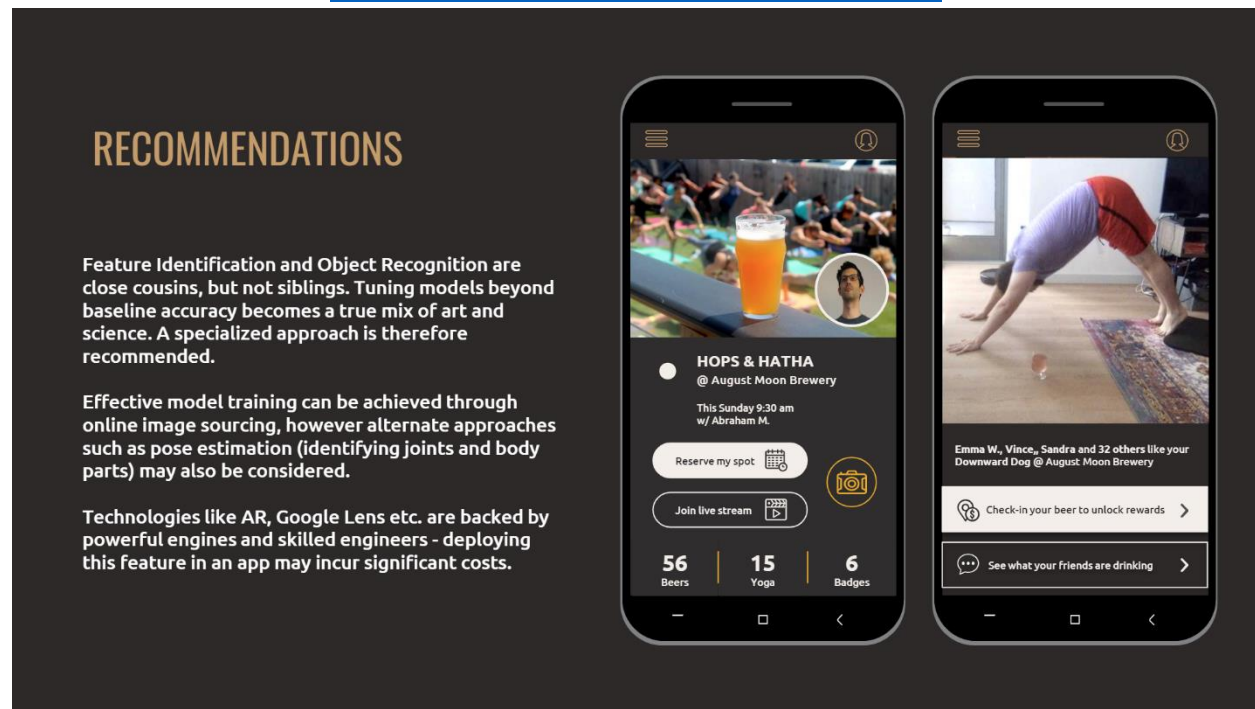 RECOMMENDATIONS
Feature Identification and Object Recognition are
close cousins, but not siblings. Tuning models beyond
baseline accuracy becomes a true mix of art and
science. A specialized approach is therefore
recommended.
Effective model training can be achieved through
online image sourcing, however alternate approaches
such as pose estimation (identifying joints and body
parts) may also be considered.
Technologies like AR, Google Lens etc. are backed by
powerful engines and skilled engineers - deploying
this feature in an app may incur significant costs.
HOPS & HATHA
@ August Moon Brewery
This Sunday 9:30 am
w/ Abraham M.
Reserve my spot
Join live stream
56 15 6
Beers Yoga Badges
Emma W., Vince,, Sandra and 32 others like your
Downward Dog @ August Moon Brewery
Check-in your beer to unlock rewards
See what your friends are drinking